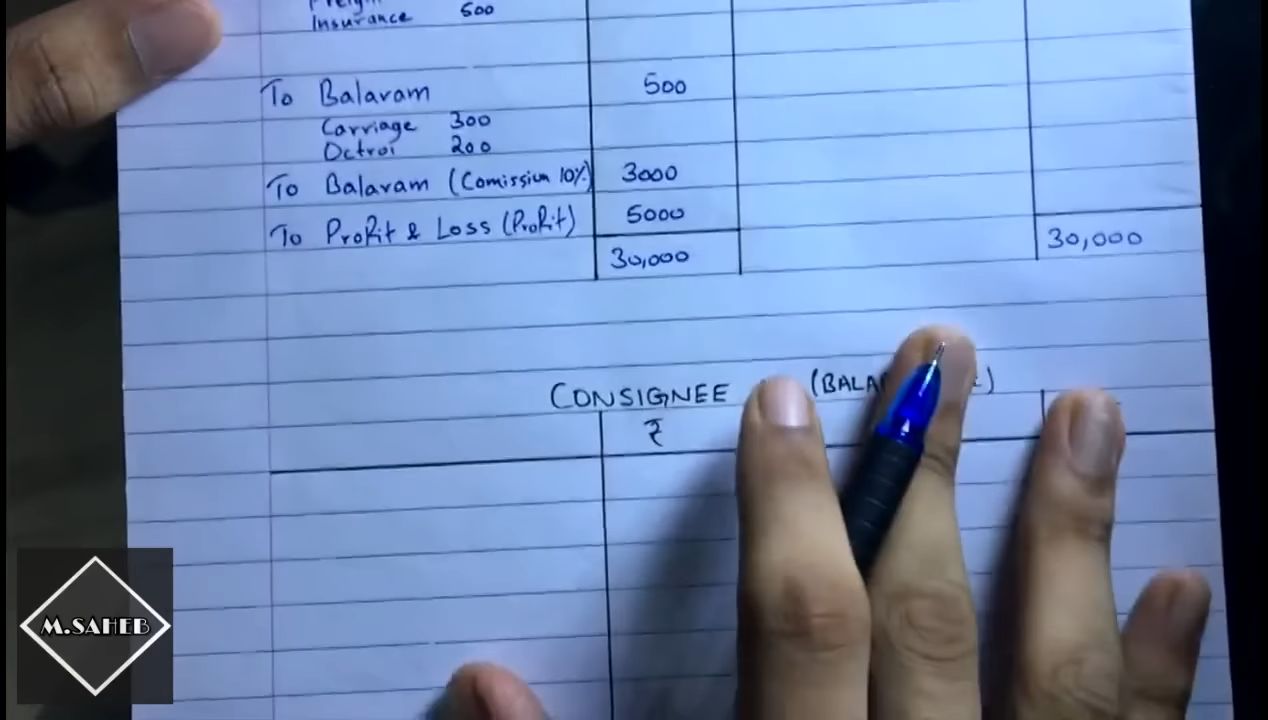 Freight
Insurance 500
To Balaram 500
Carriage 300
Octroi 200
To Balaram (Comission 10%) 3000
To Profit & Loss (Profit) 5000
30,000 30,000
CONSIGNEE
₹
M.SAHEB